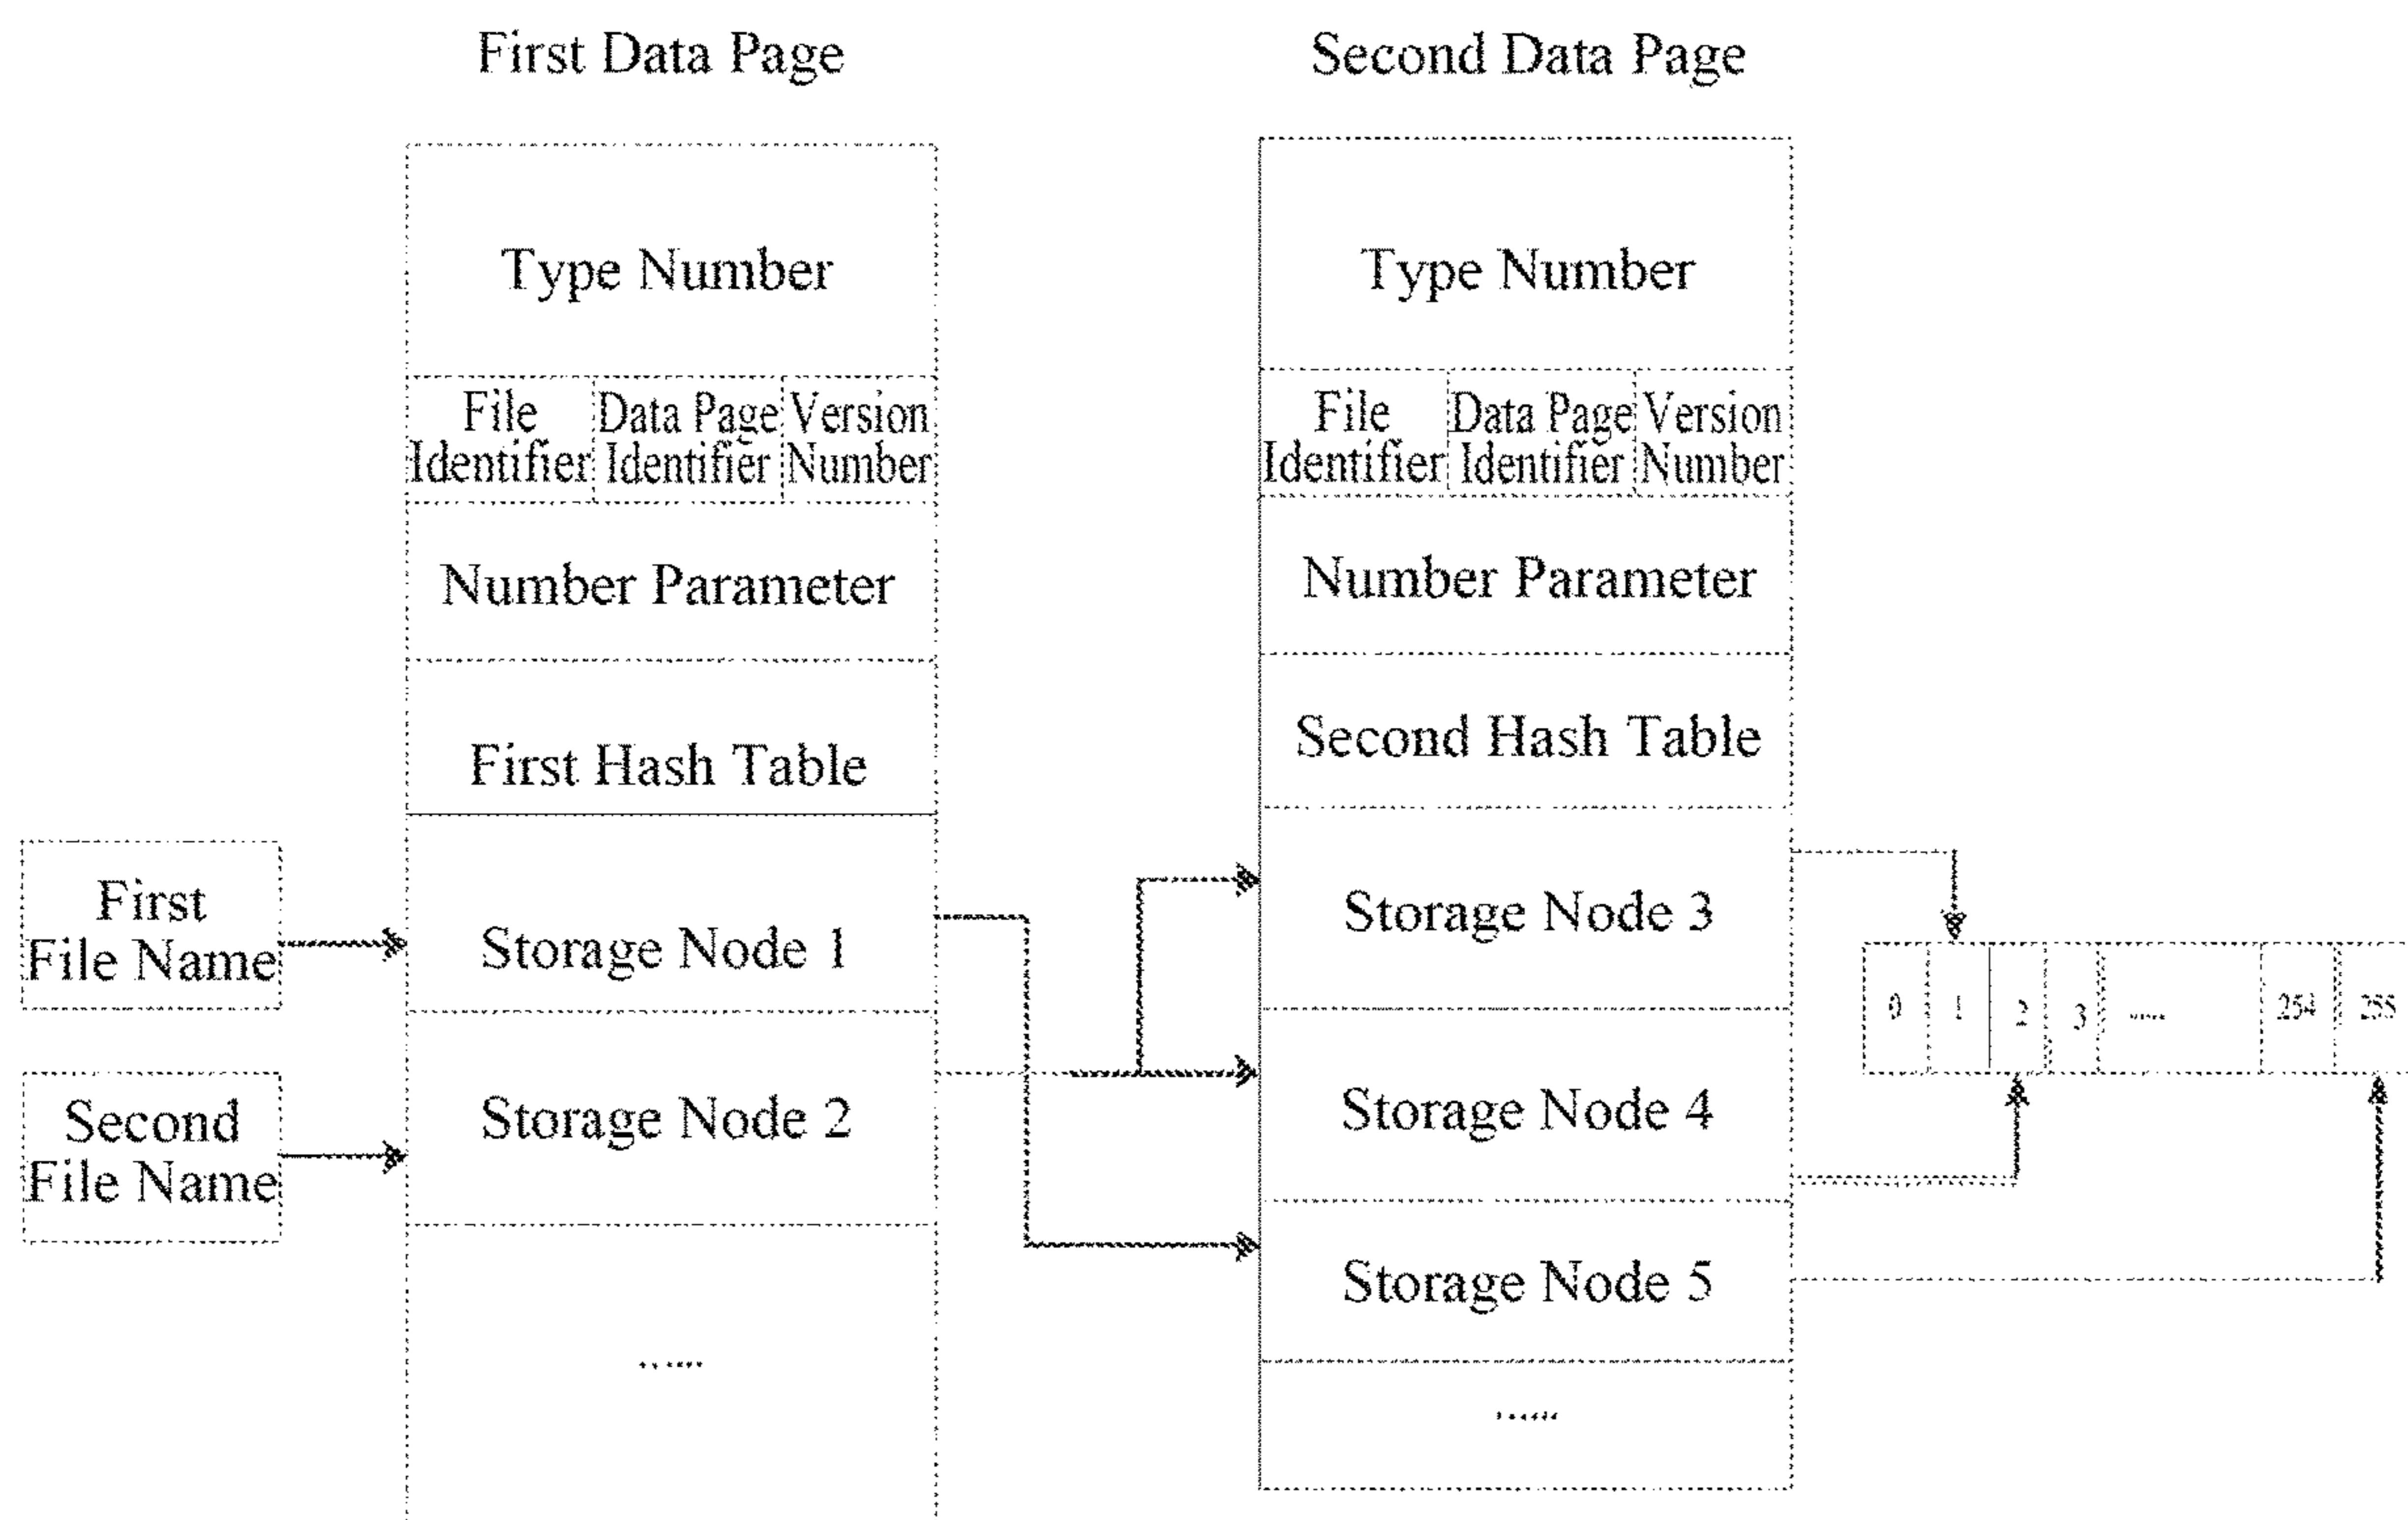 First Data Page
Second Data Page
Type Number
File
Identifier
Data Page
Identifier
Version
Number
Number Parameter
First Hash Table
First
File Name
Storage Node 1
Second
File Name
Storage Node 2
......
Type Number
File
Identifier
Data Page
Identifier
Version
Number
Number Parameter
Second Hash Table
Storage Node 3
Storage Node 4
Storage Node 5
......
0
1
2
3
......
254
255